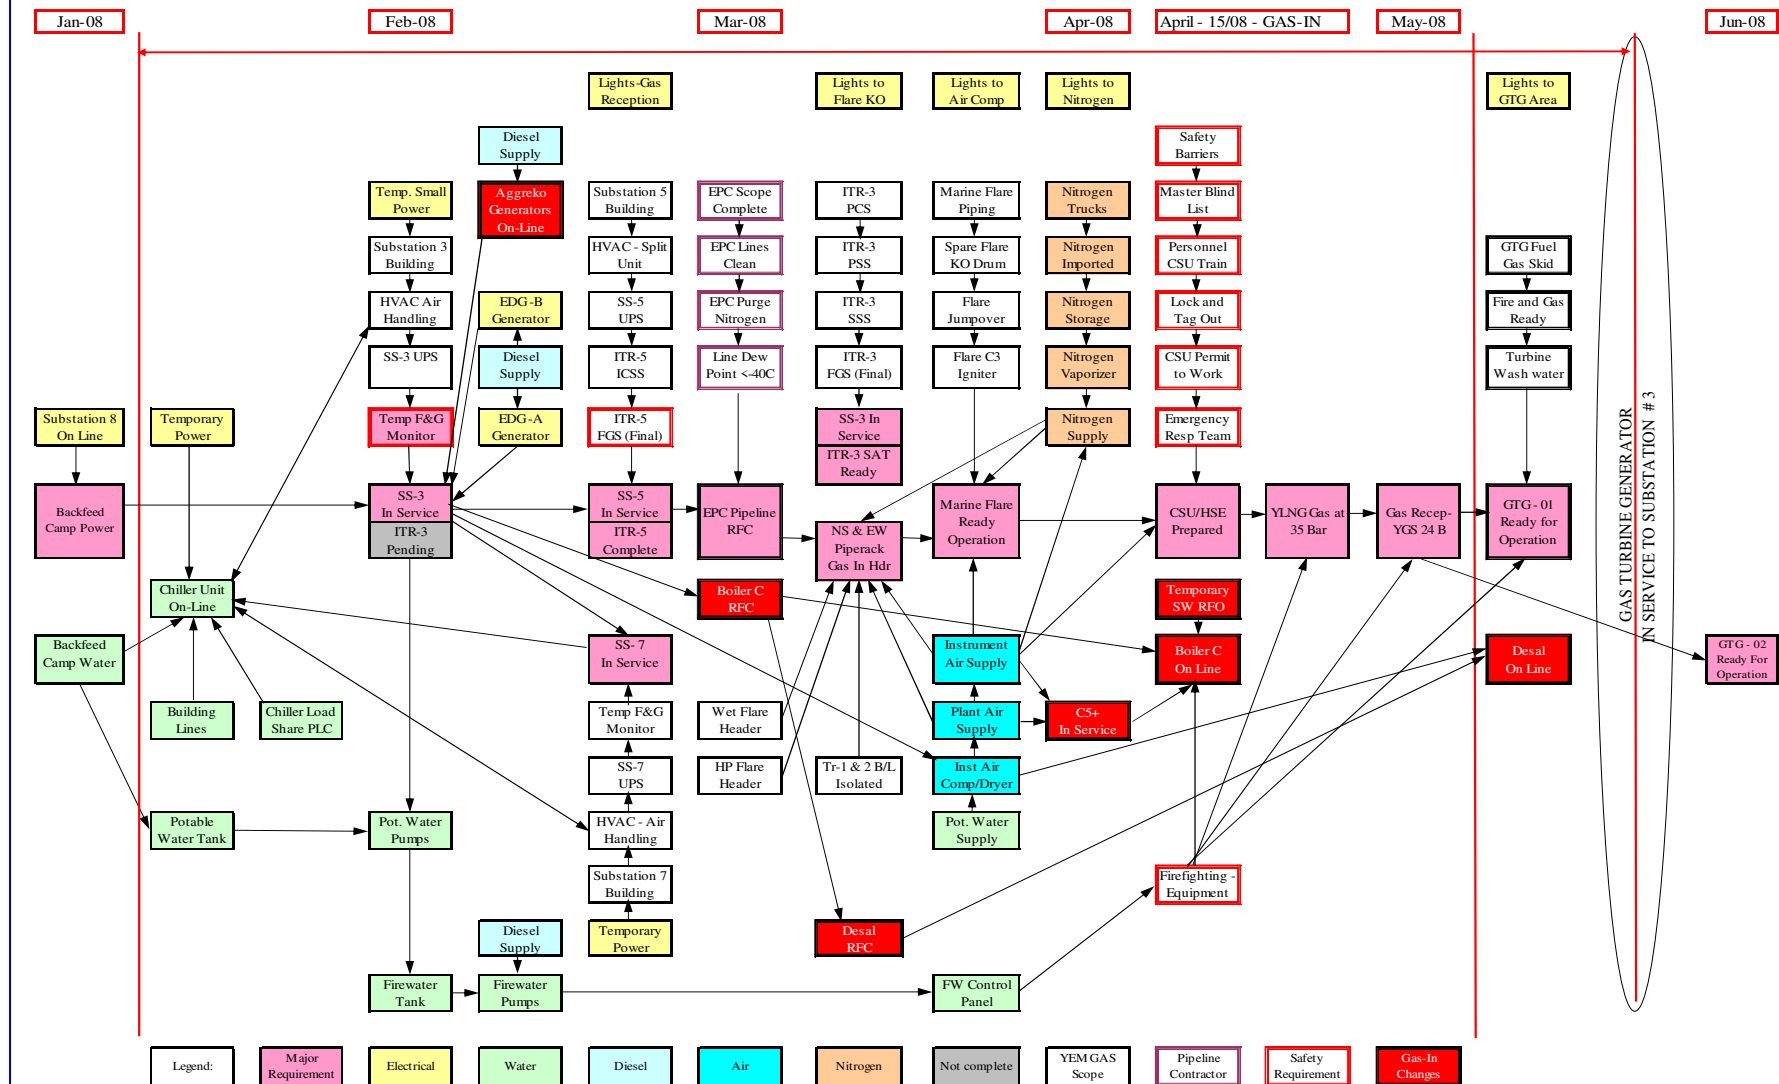 Jan-08
Feb-08
Mar-08
Apr-08
April - 15/08 - GAS-IN
May-08
Jun-08
Lights-Gas
Reception
Lights to
Flare KO
Lights to
Air Comp
Lights to
Nitrogen
Lights to
GTG Area
Diesel
Supply
Safety
Barriers
Temp. Small
Power
Aggreko
Generators
On-Line
Substation 5
Building
EPC Scope
Complete
ITR-3
PCS
Marine Flare
Piping
Nitrogen
Trucks
Master Blind
List
Substation 3
Building
HVAC - Split
Unit
EPC Lines
Clean
ITR-3
PSS
Spare Flare
KO Drum
Nitrogen
Imported
Personnel
CSU Train
GTG Fuel
Gas Skid
HVAC Air
Handling
EDG-B
Generator
SS-5
UPS
EPC Purge
Nitrogen
ITR-3
SSS
Flare
Jumpover
Nitrogen
Storage
Lock and
Tag Out
Fire and Gas
Ready
SS-3 UPS
Diesel
Supply
ITR-5
ICSS
Line Dew
Point <-40C
ITR-3
FGS (Final)
Flare C3
Igniter
Nitrogen
Vaporizer
CSU Permit
to Work
Turbine
Wash water
Substation 8
On Line
Temporary
Power
Temp F&G
Monitor
EDG-A
Generator
ITR-5
FGS (Final)
SS-3 In
Service
ITR-3 SAT
Ready
Nitrogen
Supply
Emergency
Resp Team
Backfeed
Camp Power
SS-3
In Service
ITR-3
Pending
SS-5
In Service
ITR-5
Complete
EPC Pipeline
RFC
NS & EW
Piperack
Gas In Hdr
Marine Flare
Ready
Operation
CSU/HSE
Prepared
YLNG Gas at
35 Bar
Gas Recep-
YGS 24 B
GTG - 01
Ready for
Operation
GAS TURBINE GENERATOR
IN SERVICE TO SUBSTATION # 3
Chiller Unit
On-Line
Boiler C
RFC
Temporary
SW RFO
Backfeed
Camp Water
SS- 7
In Service
Instrument
Air Supply
Boiler C
On Line
Desal
On Line
GTG - 02
Ready For
Operation
Building
Lines
Chiller Load
Share PLC
Temp F&G
Monitor
Wet Flare
Header
Plant Air
Supply
C5+
In Service
SS-7
UPS
HP Flare
Header
Tr-1 & 2 B/L
Isolated
Inst Air
Comp/Dryer
Potable
Water Tank
Pot. Water
Pumps
HVAC - Air
Handling
Pot. Water
Supply
Substation 7
Building
Firefighting -
Equipment
Diesel
Supply
Temporary
Power
Desal
RFC
Firewater
Tank
Firewater
Pumps
FW Control
Panel
Legend:
Major
Requirement
Electrical
Water
Diesel
Air
Nitrogen
Not complete
YEMGAS
Scope
Pipeline
Contractor
Safety
Requirement
Gas-In
Changes